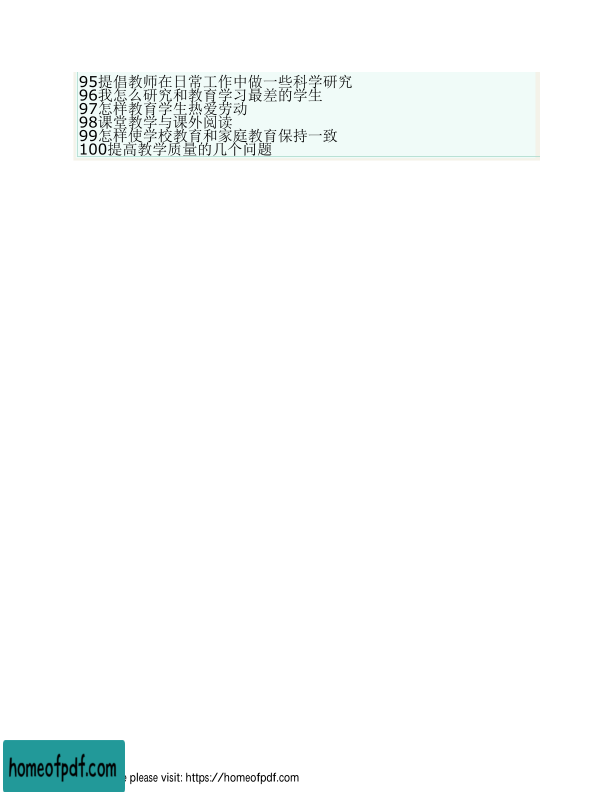 95提倡教师在日常工作中做一些科学研究
96我怎么研究和教育学习最差的学生
97怎样教育学生热爱劳动
98课堂教学与课外阅读
99怎样使学校教育和家庭教育保持一致
100提高教学质量的几个问题
homeofpdf.com
please visit: https://homeofpdf.com